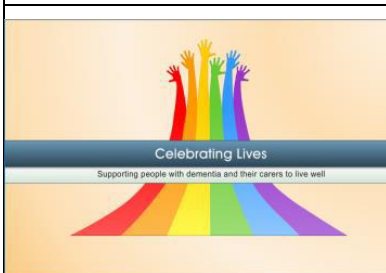 Celebrating Lives
Supporting people with dementia and their carers to live well